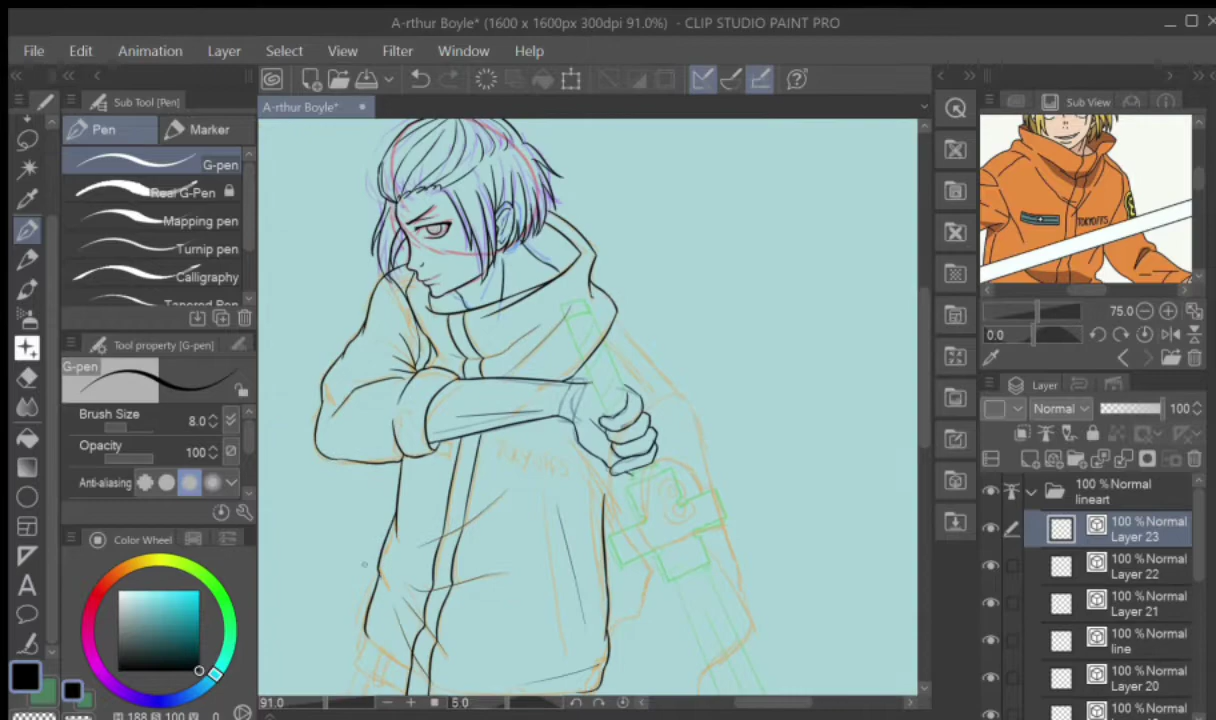 A-rthur Boyle* (1600 x 1600px 300dpi 91.0%) - CLIP STUDIO PAINT PRO
File Edit Animation Layer Select View Filter Window Help
Sub Tool [Pen]
A-rthur Boyle*
Sub View
Pen
Marker
G-pen
Real G-Pen
Mapping pen
Turnip pen
Calligraphy
Tapered Pen
Tool property [G-pen]
G-pen
Brush Size 8.0
Opacity 100
Anti-aliasing
Color Wheel
H 188 S 100 V 0
91.0
5.0
75.0
0.0
Layer
Normal 100
100 % Normal
lineart
100 % Normal
Layer 23
100 % Normal
Layer 22
100 % Normal
Layer 21
100 % Normal
line
100 % Normal
Layer 20
100 % Normal